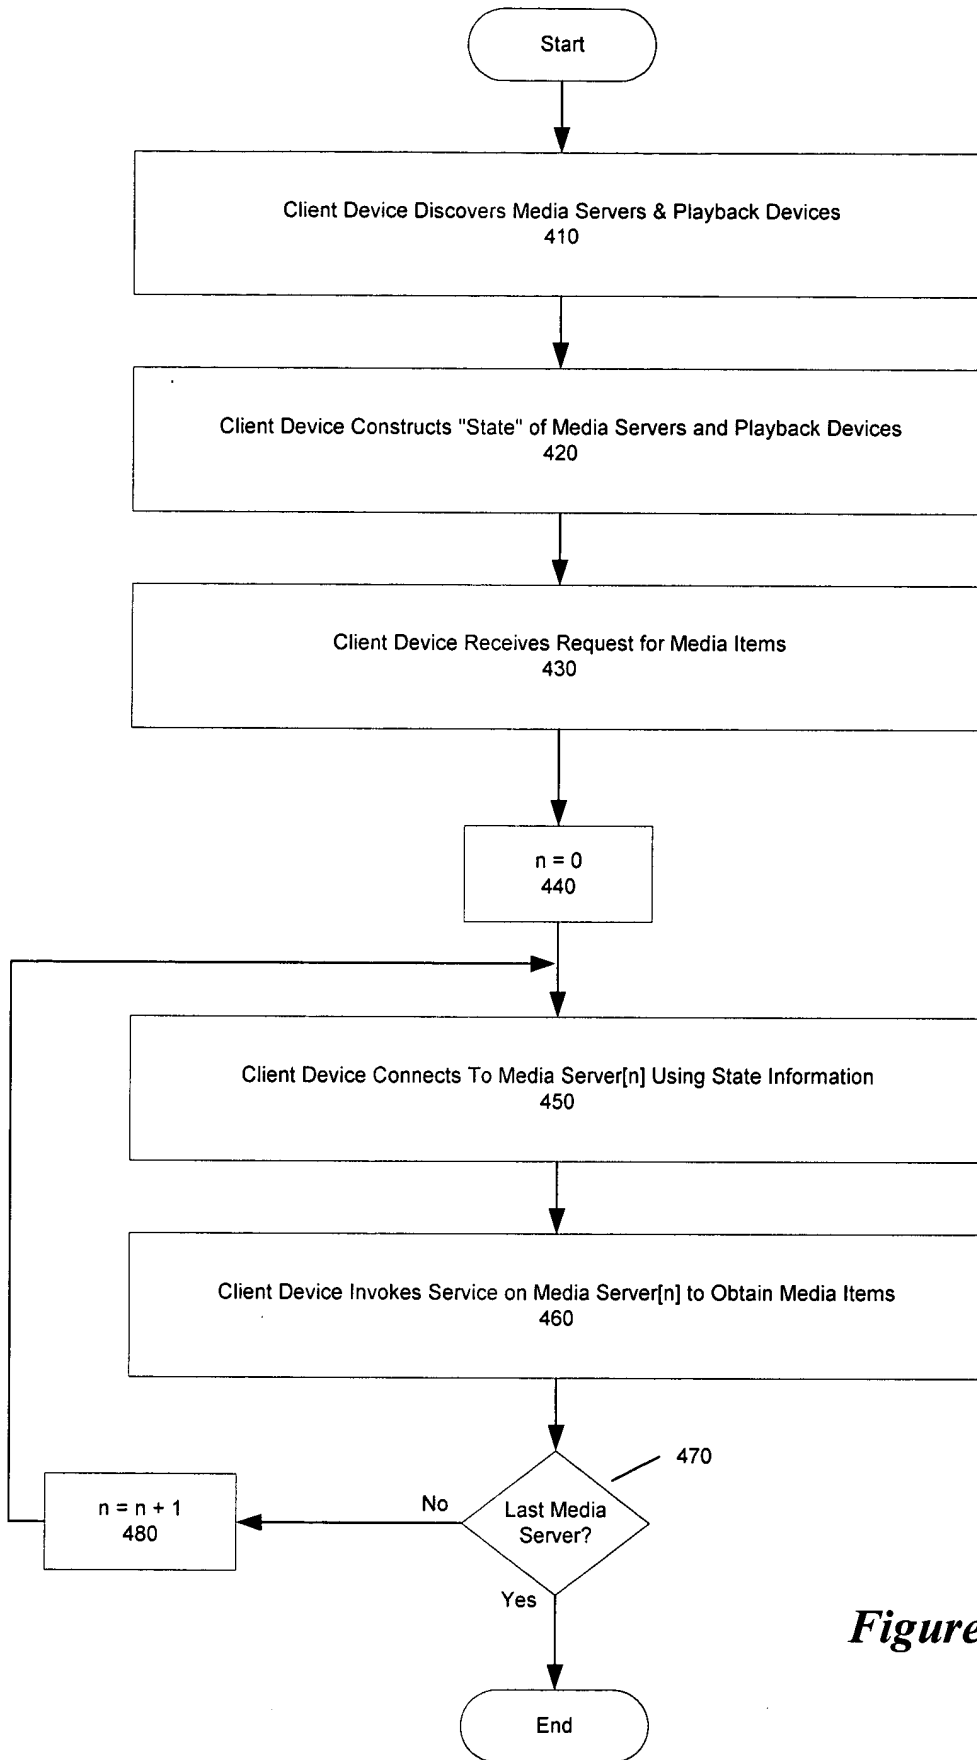 Start
Client Device Discovers Media Servers & Playback Devices
410
Client Device Constructs "State" of Media Servers and Playback Devices
420
Client Device Receives Request for Media Items
430
n = 0
440
Client Device Connects To Media Server[n] Using State Information
450
Client Device Invokes Service on Media Server[n] to Obtain Media Items
460
470
Last Media
Server?
No
n = n + 1
480
Yes
Figure
End